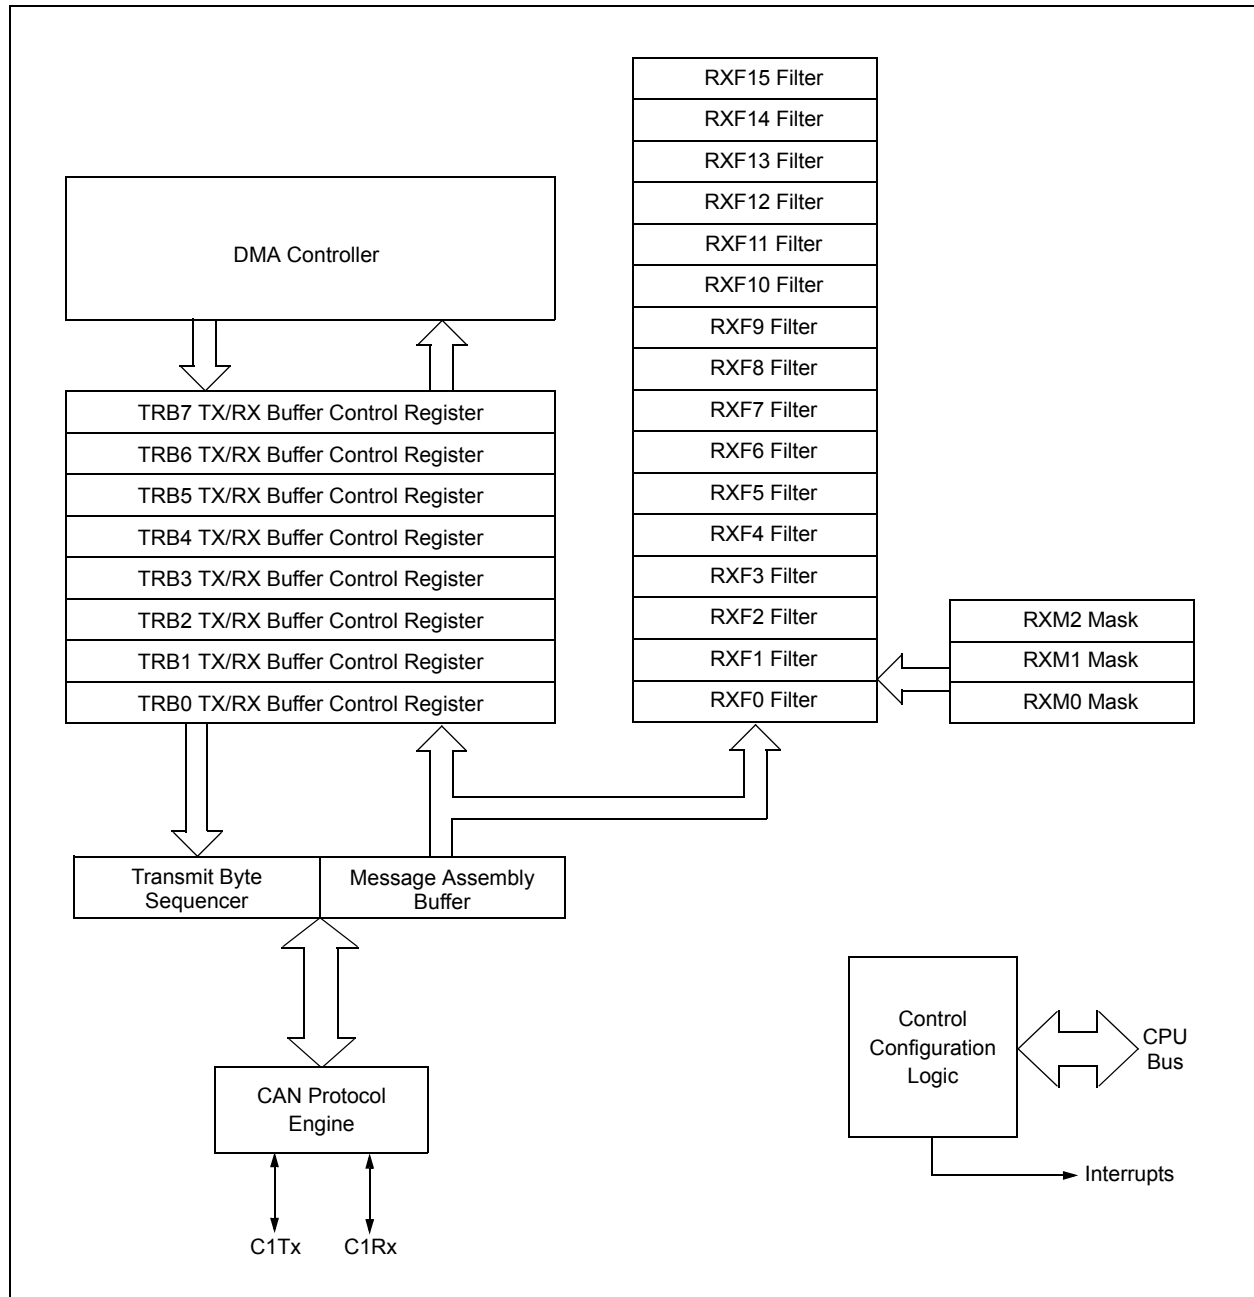 DMA Controller
TRB7 TX/RX Buffer Control Register
TRB6 TX/RX Buffer Control Register
TRB5 TX/RX Buffer Control Register
TRB4 TX/RX Buffer Control Register
TRB3 TX/RX Buffer Control Register
TRB2 TX/RX Buffer Control Register
TRB1 TX/RX Buffer Control Register
TRB0 TX/RX Buffer Control Register
RXF15 Filter
RXF14 Filter
RXF13 Filter
RXF12 Filter
RXF11 Filter
RXF10 Filter
RXF9 Filter
RXF8 Filter
RXF7 Filter
RXF6 Filter
RXF5 Filter
RXF4 Filter
RXF3 Filter
RXF2 Filter
RXF1 Filter
RXF0 Filter
RXM2 Mask
RXM1 Mask
RXM0 Mask
Transmit Byte
Sequencer
Message Assembly
Buffer
CAN Protocol
Engine
C1Tx
C1Rx
Control
Configuration
Logic
CPU
Bus
Interrupts